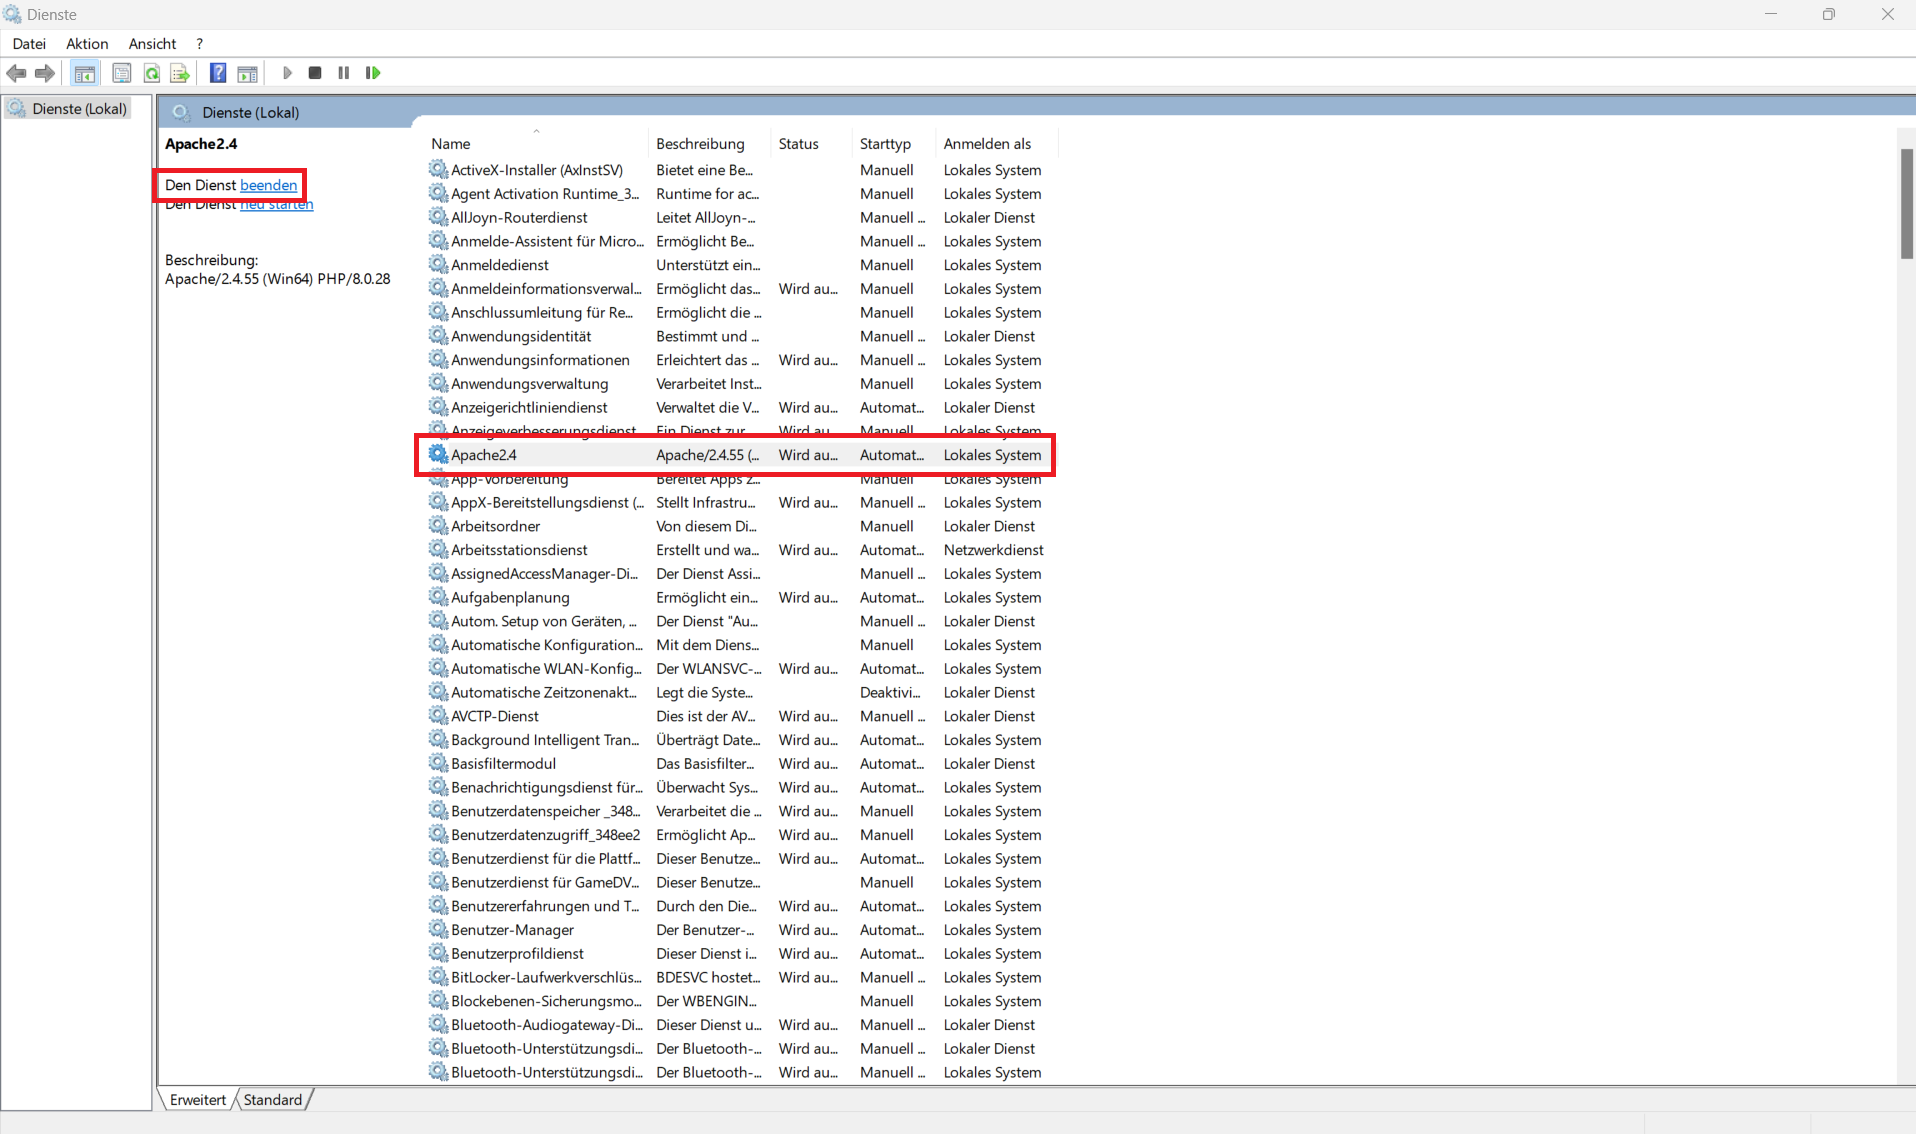 Dienste
Datei Aktion Ansicht ?
Dienste (Lokal)
Dienste (Lokal)
Apache2.4
Den Dienst beenden
Den Dienst neu starten
Beschreibung:
Apache/2.4.55 (Win64) PHP/8.0.28
Name Beschreibung Status Starttyp Anmelden als
ActiveX-Installer (AxInstSV) Bietet eine Be... Manuell Lokales System
Agent Activation Runtime_3... Runtime for ac... Manuell Lokales System
AllJoyn-Routerdienst Leitet AllJoyn-... Manuell ... Lokaler Dienst
Anmelde-Assistent für Micro... Ermöglicht Be... Manuell ... Lokales System
Anmeldedienst Unterstützt ein... Manuell Lokales System
Anmeldeinformationsverwal... Ermöglicht das... Wird au... Manuell Lokales System
Anschlussumleitung für Re... Ermöglicht die ... Manuell Lokales System
Anwendungsidentität Bestimmt und ... Manuell ... Lokaler Dienst
Anwendungsinformationen Erleichtert das ... Wird au... Manuell ... Lokales System
Anwendungsverwaltung Verarbeitet Inst... Manuell Lokales System
Anzeigerichtliniendienst Verwaltet die V... Wird au... Automat... Lokaler Dienst
Anzeigeverbesserungsdienst Ein Dienst zur ... Wird au... Manuell ... Lokales System
Apache2.4 Apache/2.4.55 (... Wird au... Automat... Lokales System
App-Vorbereitung Bereitet Apps z... Manuell Lokales System
AppX-Bereitstellungsdienst (... Stellt Infrastru... Wird au... Manuell ... Lokales System
Arbeitsordner Von diesem Di... Manuell Lokaler Dienst
Arbeitsstationsdienst Erstellt und wa... Wird au... Automat... Netzwerkdienst
AssignedAccessManager-Di... Der Dienst Assi... Manuell ... Lokales System
Aufgabenplanung Ermöglicht ein... Wird au... Automat... Lokales System
Autom. Setup von Geräten, ... Der Dienst "Au... Manuell ... Lokaler Dienst
Automatische Konfiguration... Mit dem Diens... Manuell Lokales System
Automatische WLAN-Konfig... Der WLANSVC-... Wird au... Automat... Lokales System
Automatische Zeitzonenakt... Legt die Syste... Deaktivi... Lokaler Dienst
AVCTP-Dienst Dies ist der AV... Wird au... Manuell ... Lokaler Dienst
Background Intelligent Tran... Überträgt Date... Wird au... Automat... Lokales System
Basisfiltermodul Das Basisfilter... Wird au... Automat... Lokaler Dienst
Benachrichtigungsdienst für... Überwacht Sys... Wird au... Automat... Lokales System
Benutzerdatenspeicher _348... Verarbeitet die ... Wird au... Manuell Lokales System
Benutzerdatenzugriff_348ee2 Ermöglicht Ap... Wird au... Manuell Lokales System
Benutzerdienst für die Plattf... Dieser Benutze... Wird au... Automat... Lokales System
Benutzerdienst für GameDV... Dieser Benutze... Manuell Lokales System
Benutzererfahrungen und T... Durch den Die... Wird au... Automat... Lokales System
Benutzer-Manager Der Benutzer-... Wird au... Automat... Lokales System
Benutzerprofildienst Dieser Dienst i... Wird au... Automat... Lokales System
BitLocker-Laufwerkverschlüs... BDESVC hostet... Wird au... Manuell ... Lokales System
Blockebenen-Sicherungsmo... Der WBENGIN... Manuell Lokales System
Bluetooth-Audiogateway-Di... Dieser Dienst u... Wird au... Manuell ... Lokaler Dienst
Bluetooth-Unterstützungsdi... Der Bluetooth-... Wird au... Manuell ... Lokaler Dienst
Bluetooth-Unterstützungsdi... Der Bluetooth-... Wird au... Manuell ... Lokales System
Erweitert Standard